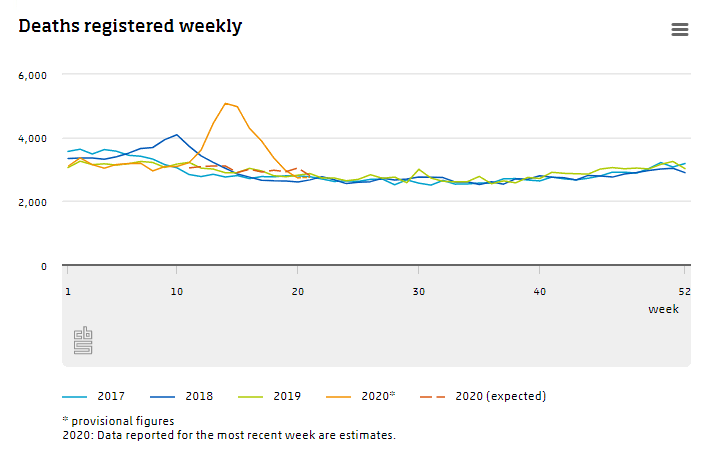 Deaths registered weekly
6,000
4,000
2,000
0
1 10 20 30 40 52
week
cbs
2017 2018 2019 2020* 2020 (expected)
* provisional figures
2020: Data reported for the most recent week are estimates.